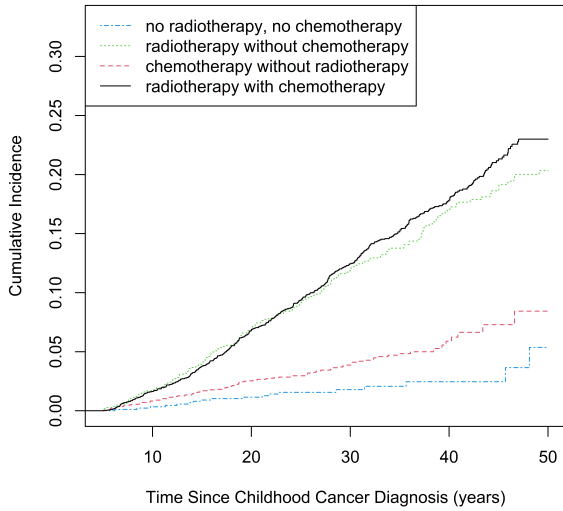 no radiotherapy, no chemotherapy
radiotherapy without chemotherapy
chemotherapy without radiotherapy
radiotherapy with chemotherapy
Cumulative Incidence
0.30
0.25
0.20
0.15
0.10
0.05
0.00
10 20 30 40 50
Time Since Childhood Cancer Diagnosis (years)